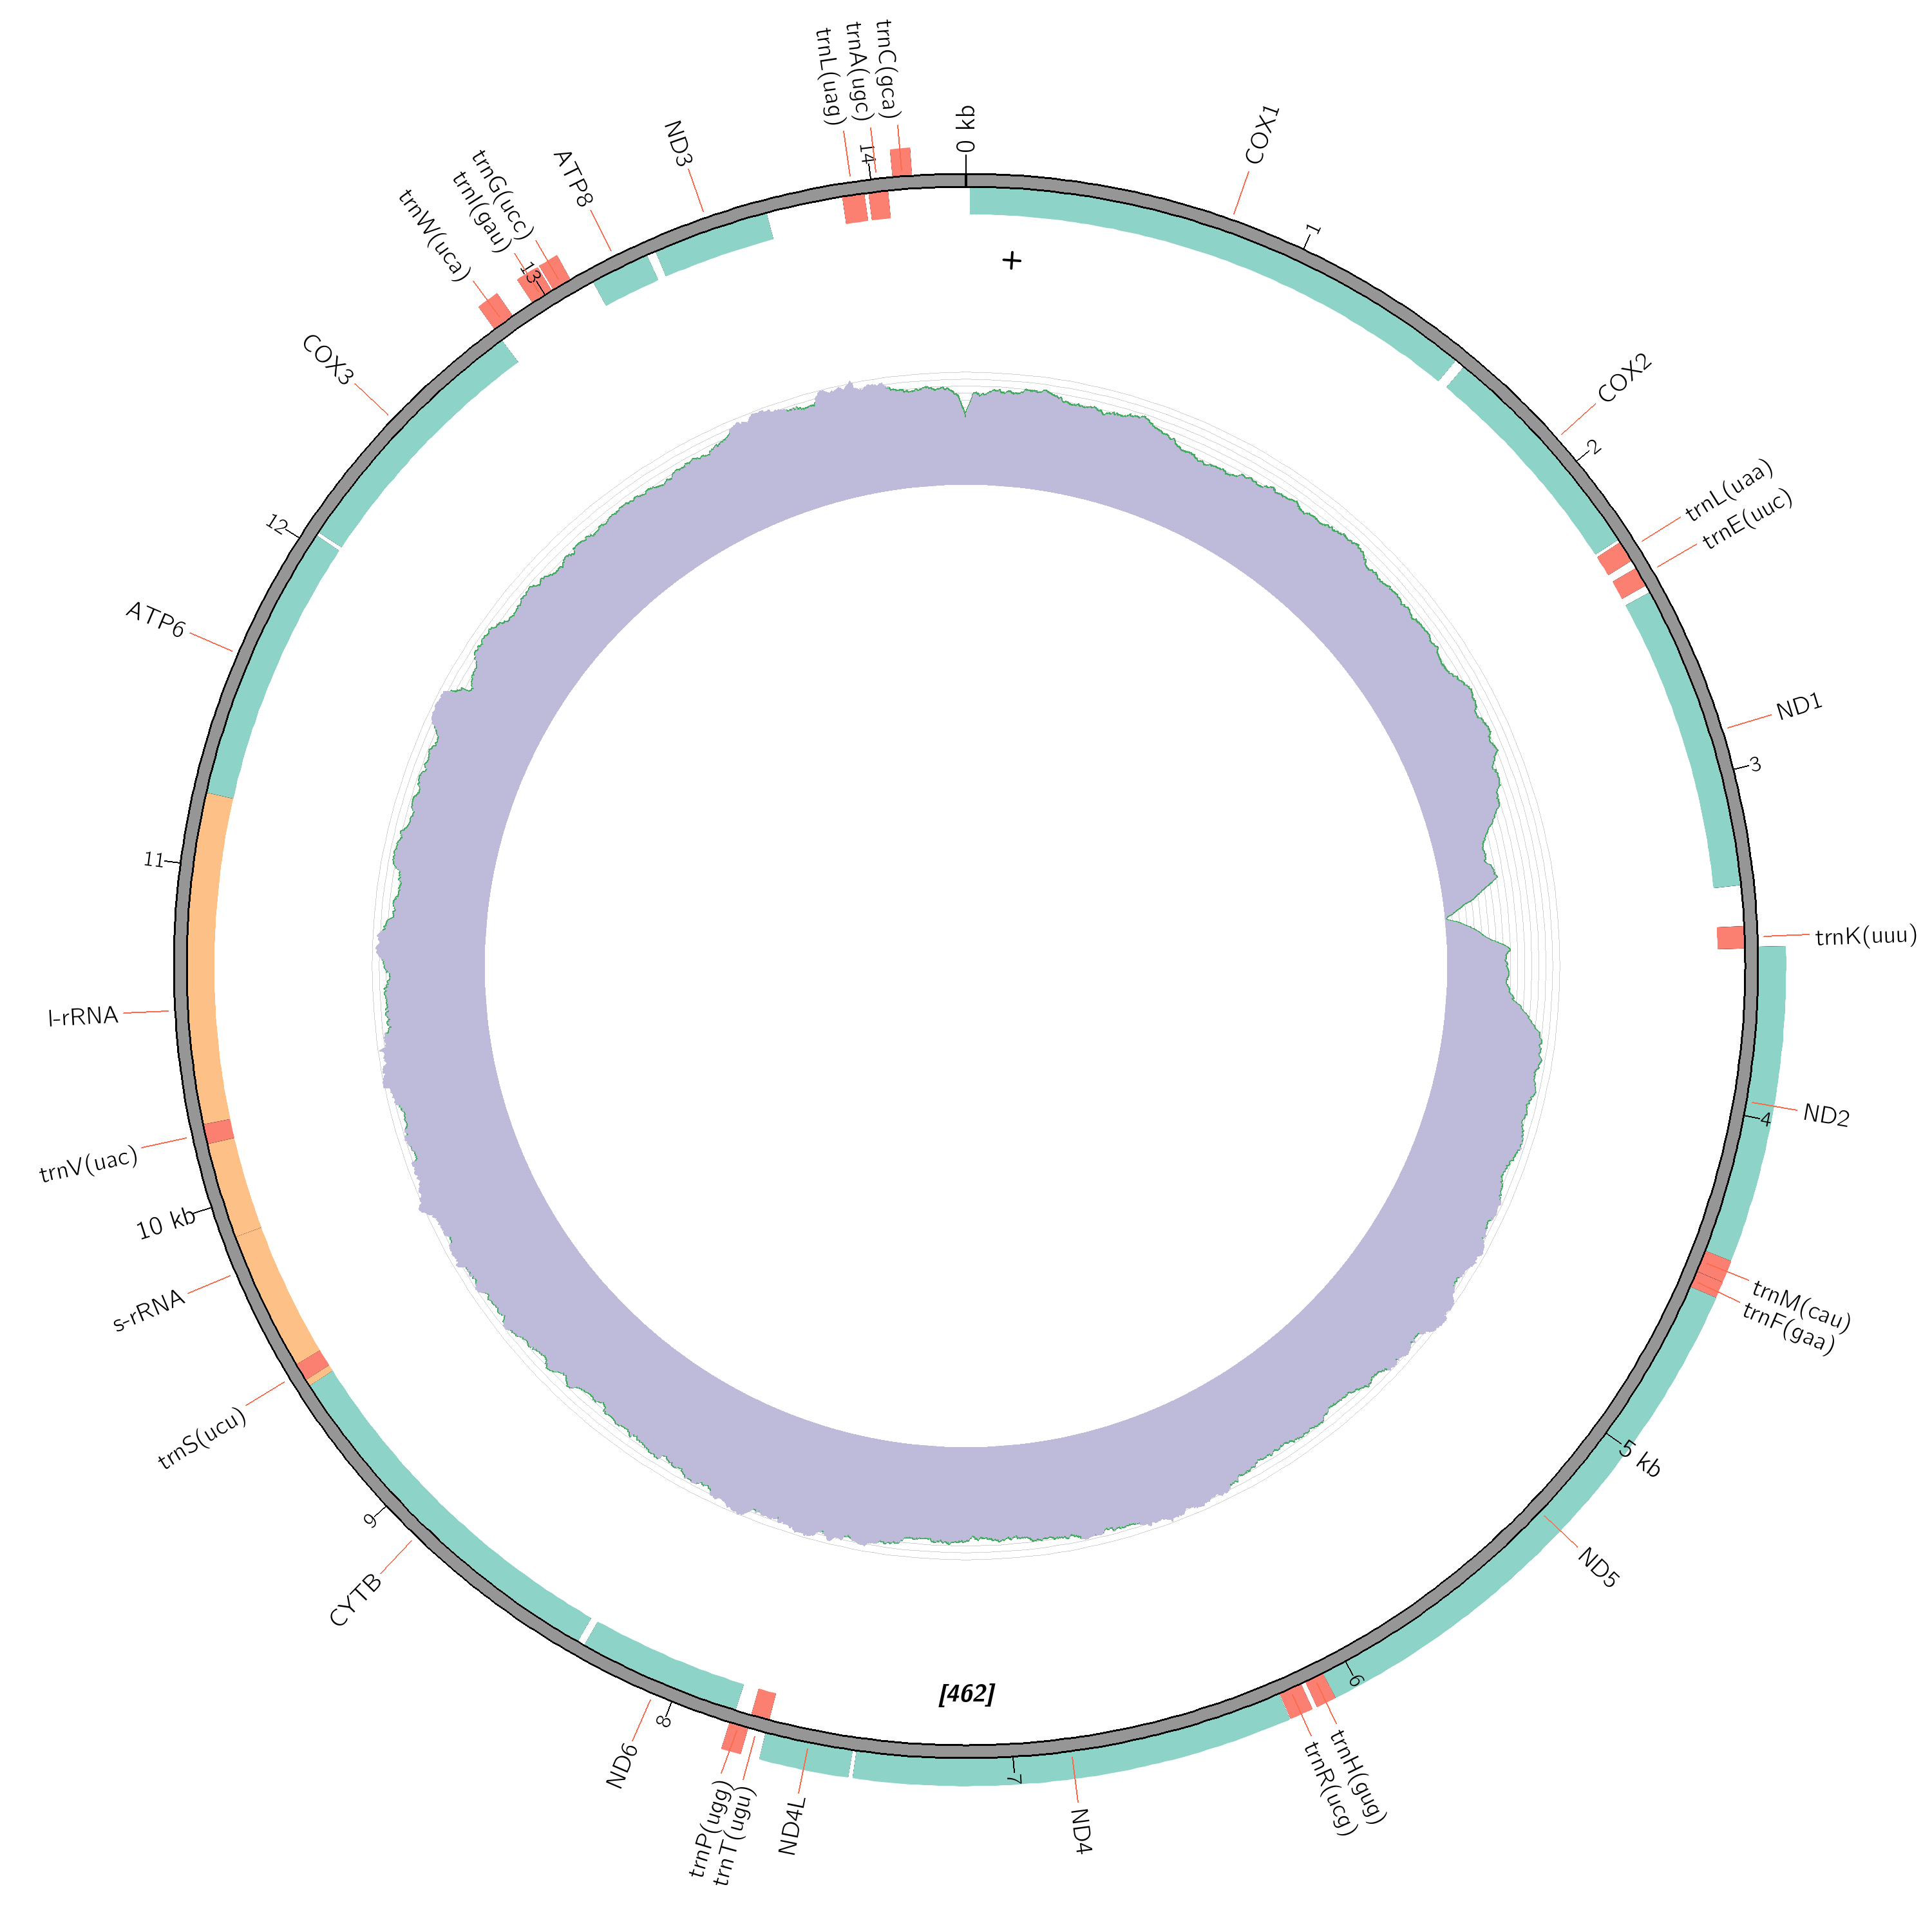 0 kb
COX1
1
+
COX2
2
trnL(uaa)
trnE(uuc)
ND1
3
trnK(uuu)
ND2
4
trnM(cau)
trnF(gaa)
5 kb
ND5
6
trnH(gug)
trnR(ucg)
ND4
7
[462]
ND4L
trnT(ugu)
trnP(ugg)
8
ND6
CYTB
9
trnS(ucu)
s-rRNA
10 kb
trnV(uac)
l-rRNA
11
ATP6
12
COX3
trnW(uca)
trnI(gau)
13
trnG(ucc)
ATP8
ND3
trnL(uag)
14
trnA(ugc)
trnC(gca)